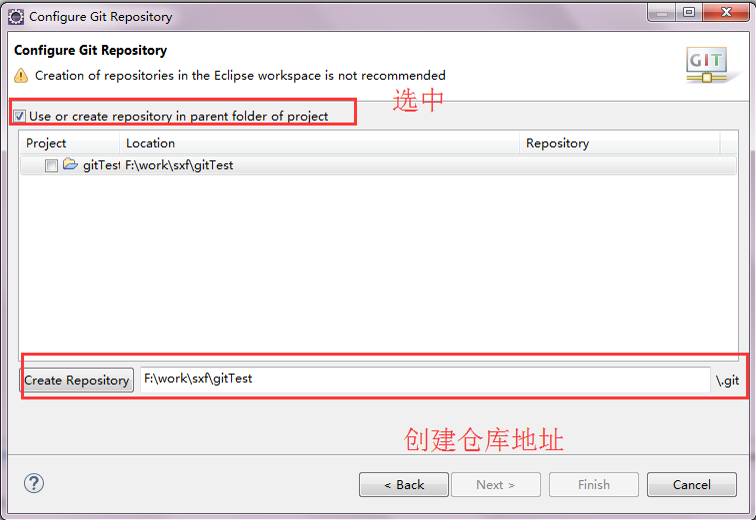 Configure Git Repository
Configure Git Repository
Creation of repositories in the Eclipse workspace is not recommended
GIT
选中
Use or create repository in parent folder of project
Project Location Repository
gitTest F:\work\sxf\gitTest
Create Repository F:\work\sxf\gitTest \.git
创建仓库地址
? < Back Next > Finish Cancel